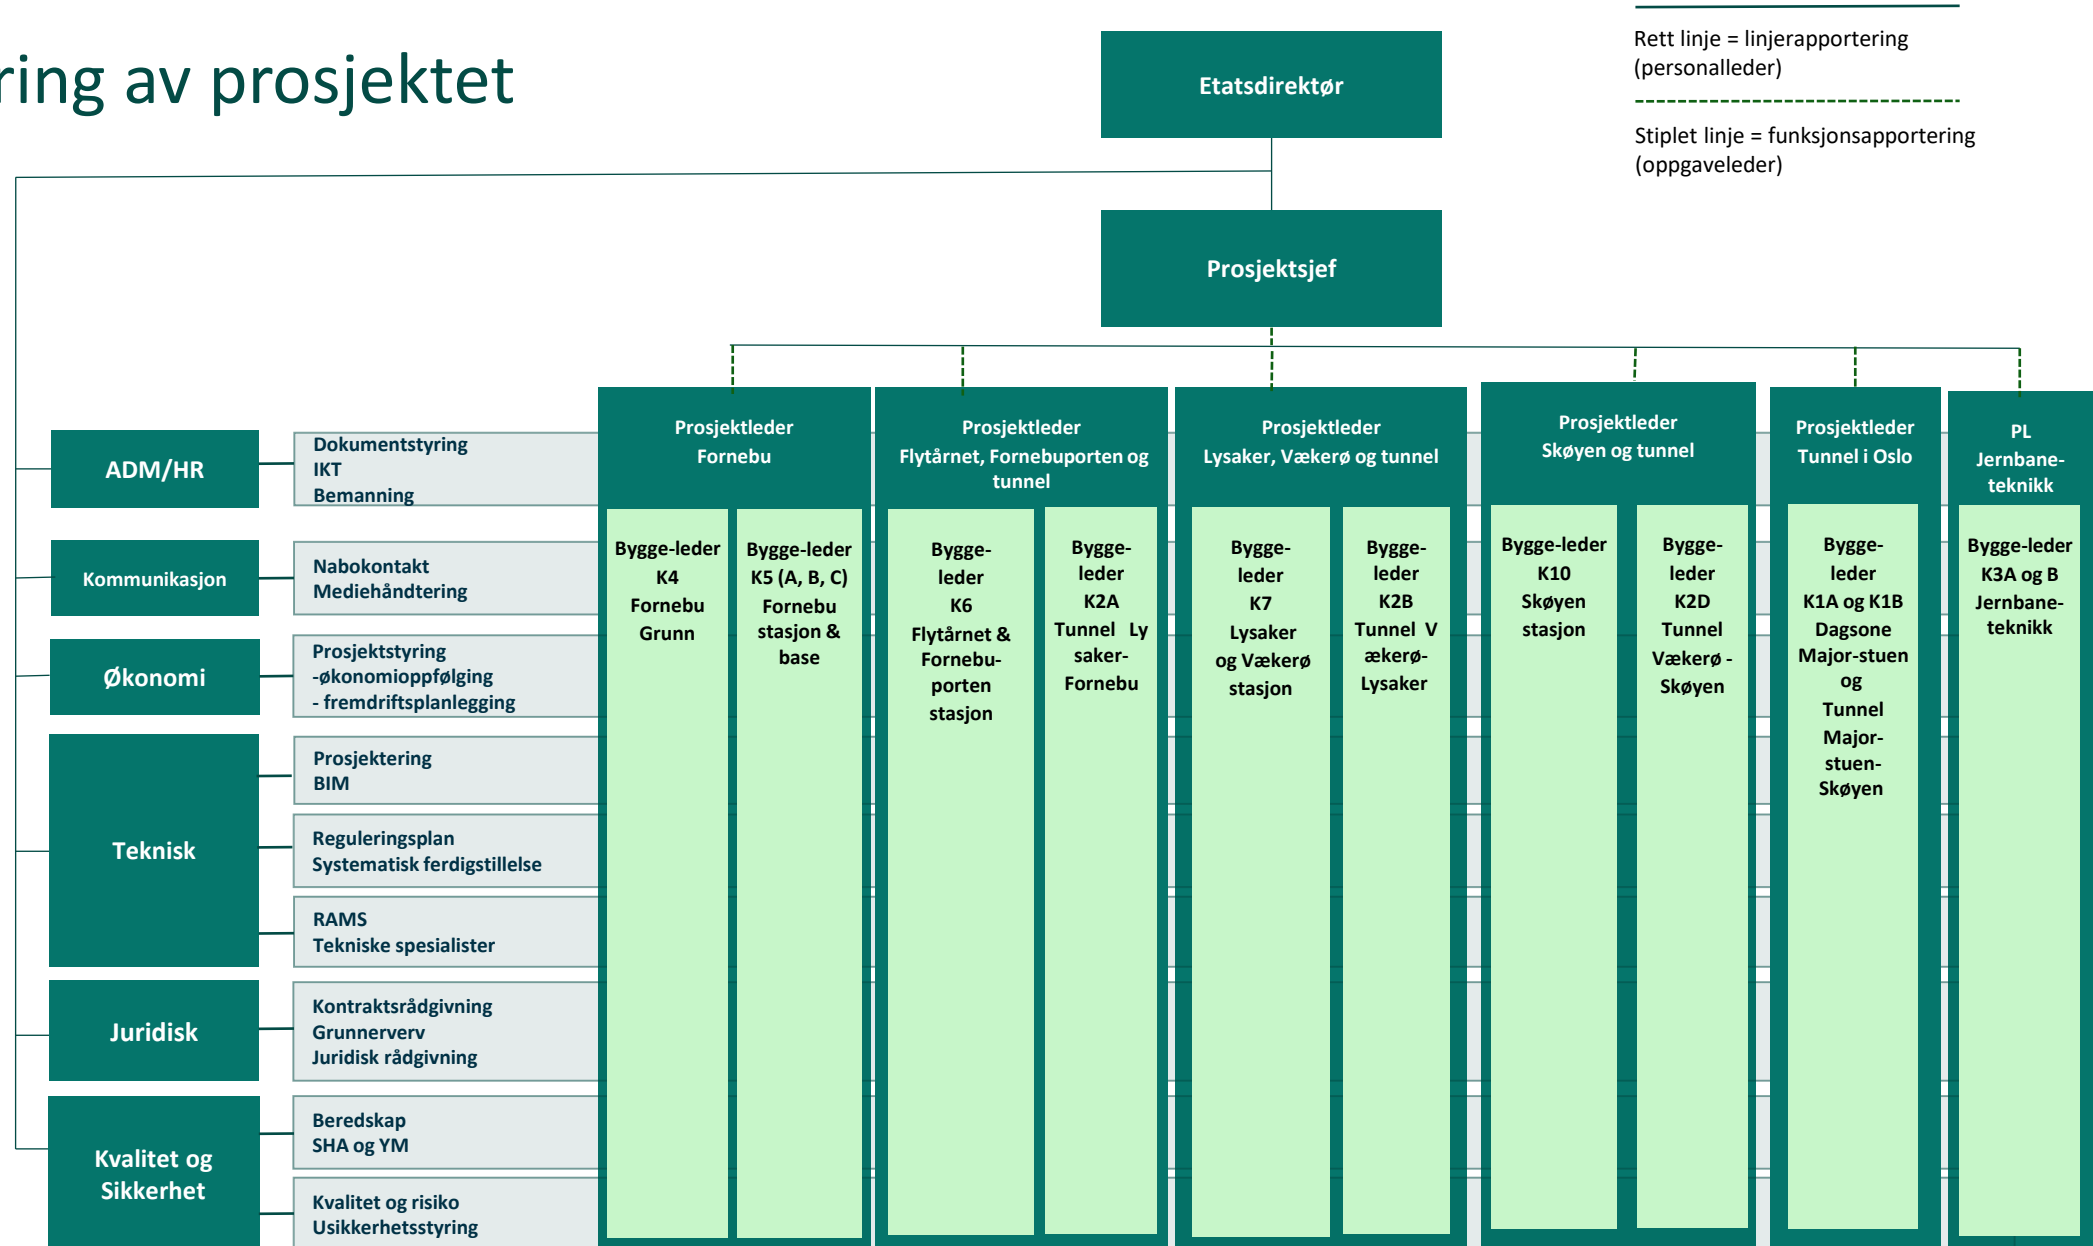 ring av prosjektet
Etatsdirektør
Rett linje = linjerapportering
(personalleder)
Stiplet linje = funksjonsapportering
(oppgaveleder)
Prosjektsjef
Prosjektleder
Fornebu
Prosjektleder
Flytårnet, Fornebuporten og
tunnel
Prosjektleder
Lysaker, Vækerø og tunnel
Prosjektleder
Skøyen og tunnel
Prosjektleder
Tunnel i Oslo
PL
Jernbane-
teknikk
Bygge-leder
K4
Fornebu
Grunn
Bygge-leder
K5 (A, B, C)
Fornebu
stasjon &
base
Bygge-
leder
K6
Flytårnet &
Fornebu-
porten
stasjon
Bygge-
leder
K2A
Tunnel Ly
saker-
Fornebu
Bygge-
leder
K7
Lysaker
og Vækerø
stasjon
Bygge-
leder
K2B
Tunnel V
ækerø-
Lysaker
Bygge-leder
K10
Skøyen
stasjon
Bygge-
leder
K2D
Tunnel
Vækerø -
Skøyen
Bygge-
leder
K1A og K1B
Dagsone
Major-stuen
og
Tunnel
Major-
stuen-
Skøyen
Bygge-leder
K3A og B
Jernbane-
teknikk
ADM/HR
Dokumentstyring
IKT
Bemanning
Kommunikasjon
Nabokontakt
Mediehåndtering
Økonomi
Prosjektstyring
-økonomioppfølging
- fremdriftsplanlegging
Teknisk
Prosjektering
BIM
Reguleringsplan
Systematisk ferdigstillelse
RAMS
Tekniske spesialister
Juridisk
Kontraktsrådgivning
Grunnerverv
Juridisk rådgivning
Kvalitet og
Sikkerhet
Beredskap
SHA og YM
Kvalitet og risiko
Usikkerhetsstyring